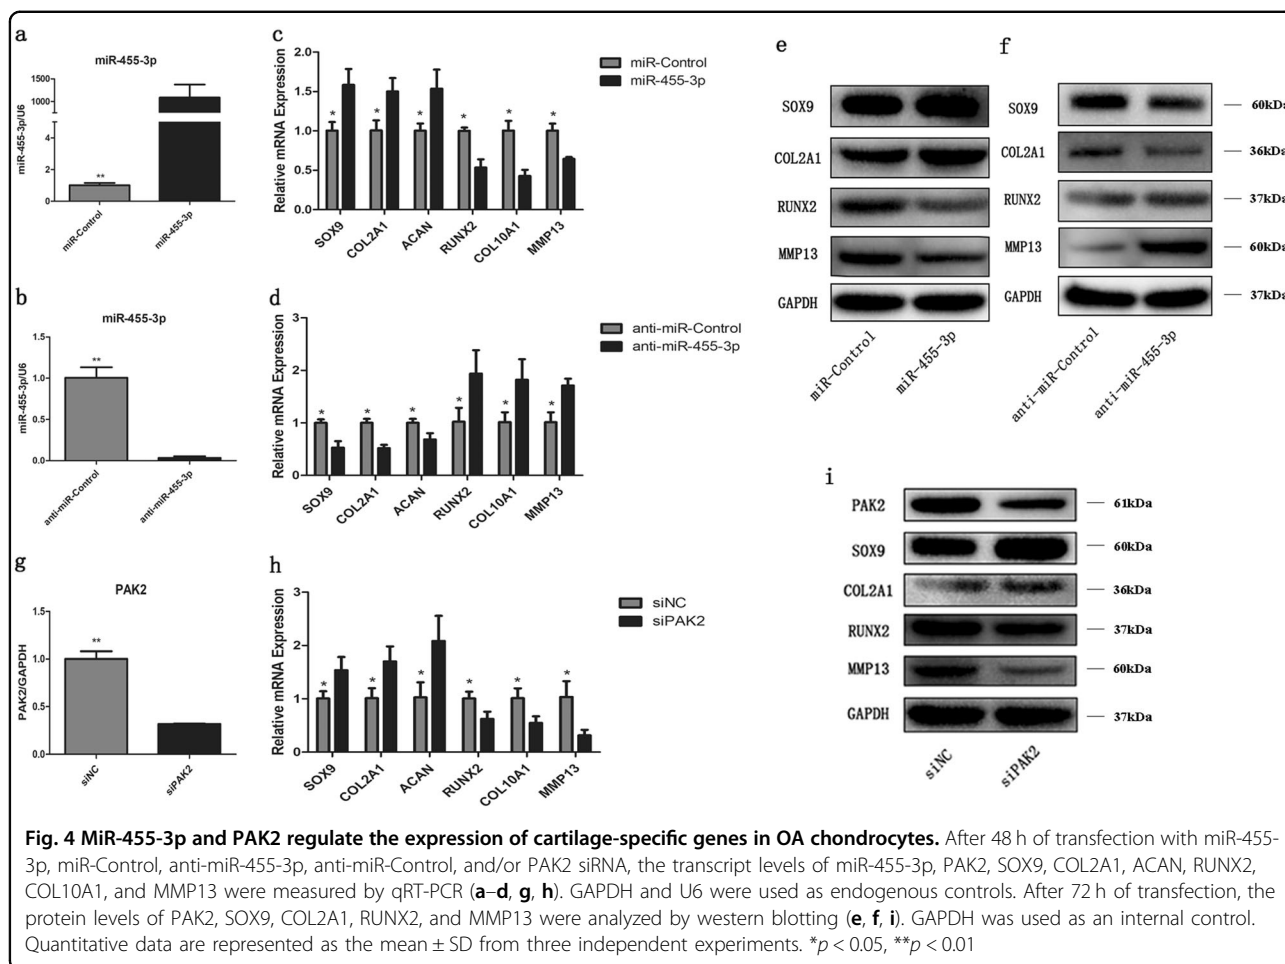 a
miR-455-3p
miR-455-3p/U6
1500
1000
4
2
0
**
miR-Control
miR-455-3p
c
Relative mRNA Expression
2.0
1.5
1.0
0.5
0.0
miR-Control
miR-455-3p
* * * * * *
SOX9 COL2A1 ACAN RUNX2 COL10A1 MMP13
b
miR-455-3p
miR-455-3p/U6
1.5
1.0
0.5
0.0
**
anti-miR-Control
anti-miR-455-3p
d
Relative mRNA Expression
4
3
2
1
0
anti-miR-Control
anti-miR-455-3p
* * * * * *
SOX9 COL2A1 ACAN RUNX2 COL10A1 MMP13
g
PAK2
PAK2/GAPDH
1.5
1.0
0.5
0.0
**
siNC
siPAK2
h
Relative mRNA Expression
3
2
1
0
siNC
siPAK2
* * * * * *
SOX9 COL2A1 ACAN RUNX2 COL10A1 MMP13
e
SOX9
COL2A1
RUNX2
MMP13
GAPDH
miR-Control
miR-455-3p
f
SOX9 60kDa
COL2A1 36kDa
RUNX2 37kDa
MMP13 60kDa
GAPDH 37kDa
anti-miR-Control
anti-miR-455-3p
i
PAK2 61kDa
SOX9 60kDa
COL2A1 36kDa
RUNX2 37kDa
MMP13 60kDa
GAPDH 37kDa
siNC
siPAK2
Fig. 4 MiR-455-3p and PAK2 regulate the expression of cartilage-specific genes in OA chondrocytes. After 48 h of transfection with miR-455-
3p, miR-Control, anti-miR-455-3p, anti-miR-Control, and/or PAK2 siRNA, the transcript levels of miR-455-3p, PAK2, SOX9, COL2A1, ACAN, RUNX2,
COL10A1, and MMP13 were measured by qRT-PCR (a–d, g, h). GAPDH and U6 were used as endogenous controls. After 72 h of transfection, the
protein levels of PAK2, SOX9, COL2A1, RUNX2, and MMP13 were analyzed by western blotting (e, f, i). GAPDH was used as an internal control.
Quantitative data are represented as the mean ± SD from three independent experiments. *p < 0.05, **p < 0.01